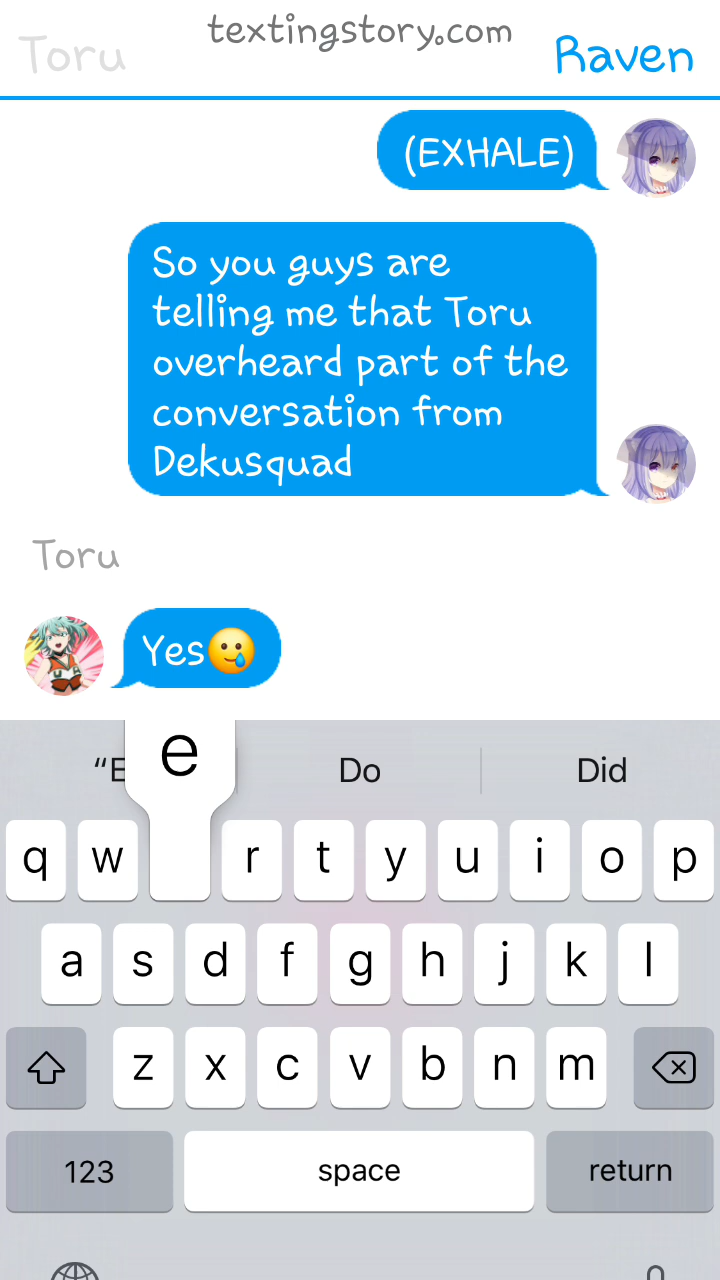 textingstory.com
Toru
Raven
(EXHALE)
So you guys are
telling me that Toru
overheard part of the
conversation from
Dekusquad
Toru
Yes🥲
“E
Do
Did
e
q w r t y u i o p
a s d f g h j k l
z x c v b n m
123 space return